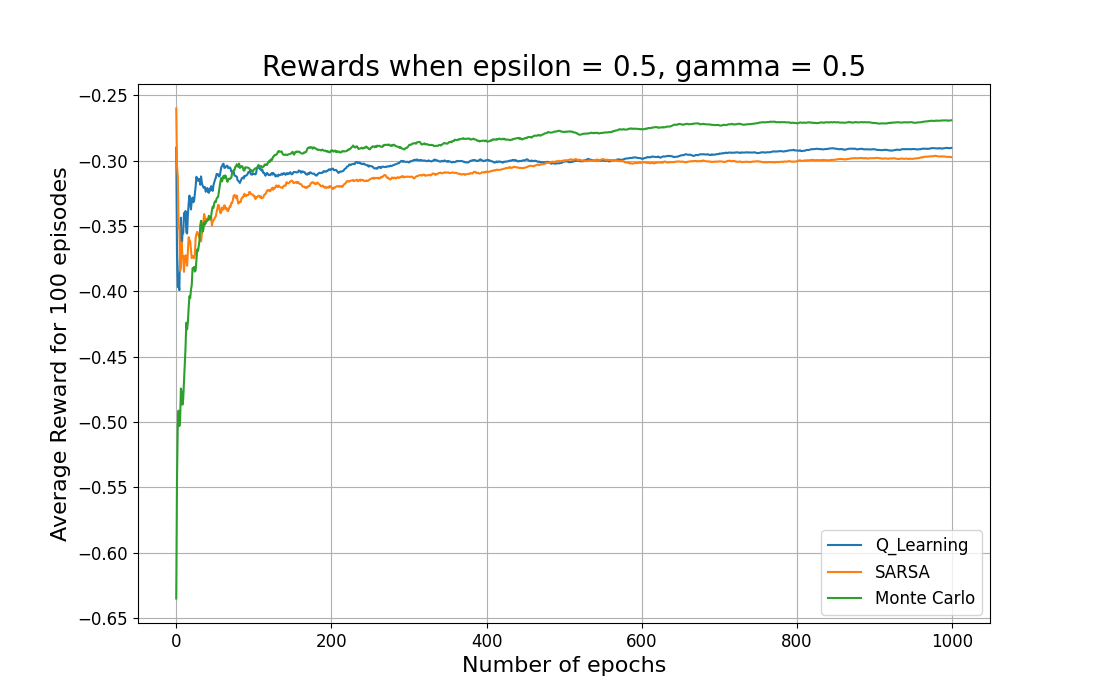 Rewards when epsilon = 0.5, gamma = 0.5
Average Reward for 100 episodes
−0.25
−0.30
−0.35
−0.40
−0.45
−0.50
−0.55
−0.60
−0.65
Q_Learning
SARSA
Monte Carlo
0 200 400 600 800 1000
Number of epochs